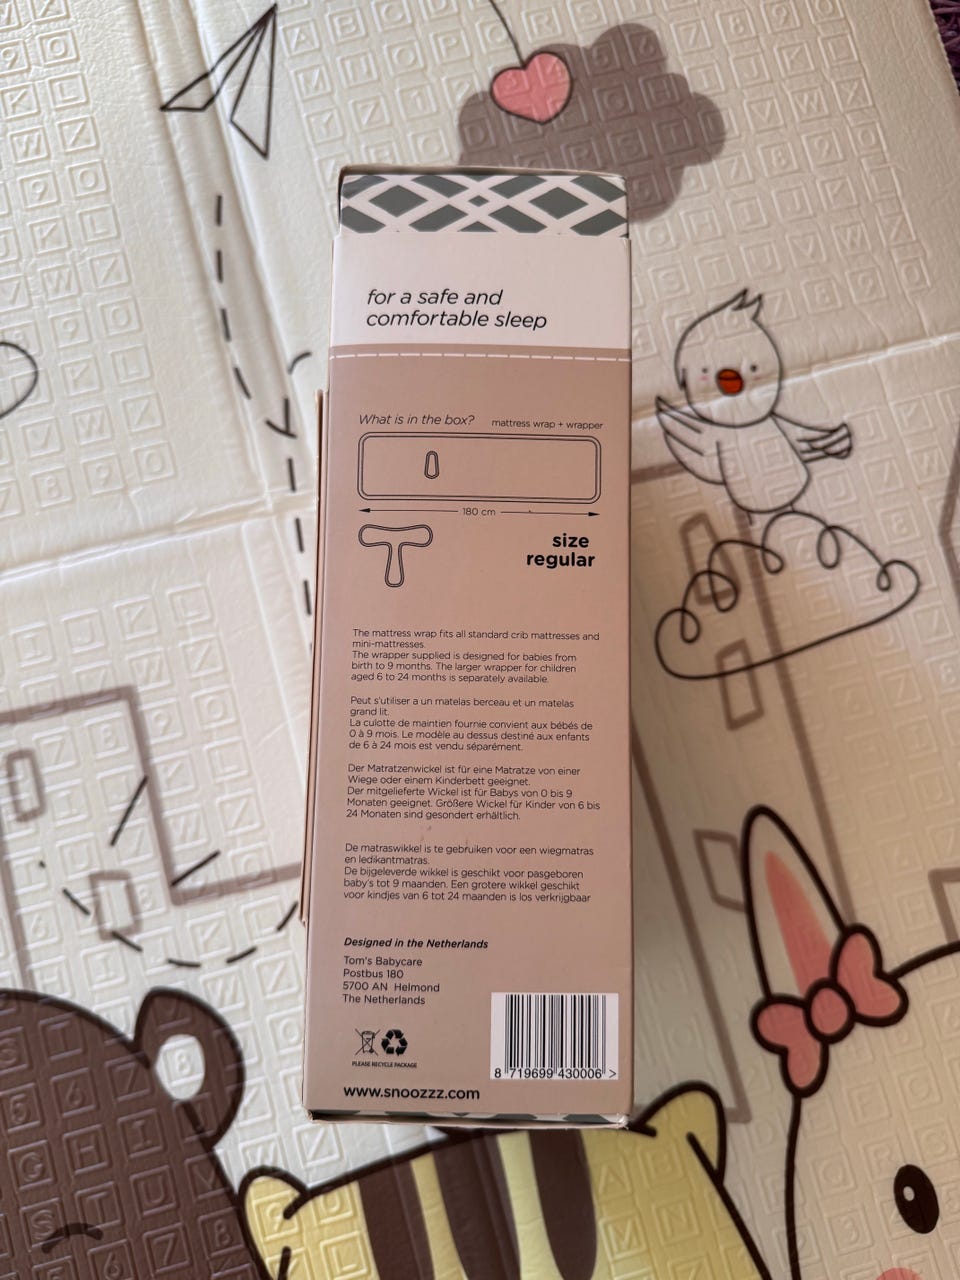 for a safe and
comfortable sleep
What is in the box? mattress wrap + wrapper
180 cm
size
regular
The mattress wrap fits all standard crib mattresses and
mini-mattresses.
The wrapper supplied is designed for babies from
birth to 9 months. The larger wrapper for children
aged 6 to 24 months is separately available.
Peut s'utiliser a un matelas berceau et un matelas
grand lit.
La culotte de maintien fournie convient aux bébés de
0 à 9 mois. Le modèle au dessus destiné aux enfants
de 6 à 24 mois est vendu séparément.
Der Matratzenwickel ist für eine Matratze von einer
Wiege oder einem Kinderbett geeignet.
Der mitgelieferte Wickel ist für Babys von 0 bis 9
Monaten geeignet. Größere Wickel für Kinder von 6 bis
24 Monaten sind gesondert erhältlich.
De matraswikkel is te gebruiken voor een wiegmatras
en ledikantmatras.
De bijgeleverde wikkel is geschikt voor pasgeboren
baby's tot 9 maanden. Een grotere wikkel geschikt
voor kindjes van 6 tot 24 maanden is los verkrijgbaar
Designed in the Netherlands
Tom's Babycare
Postbus 180
5700 AN Helmond
The Netherlands
PLEASE RECYCLE PACKAGE
8 719699 430006 >
www.snoozzz.com